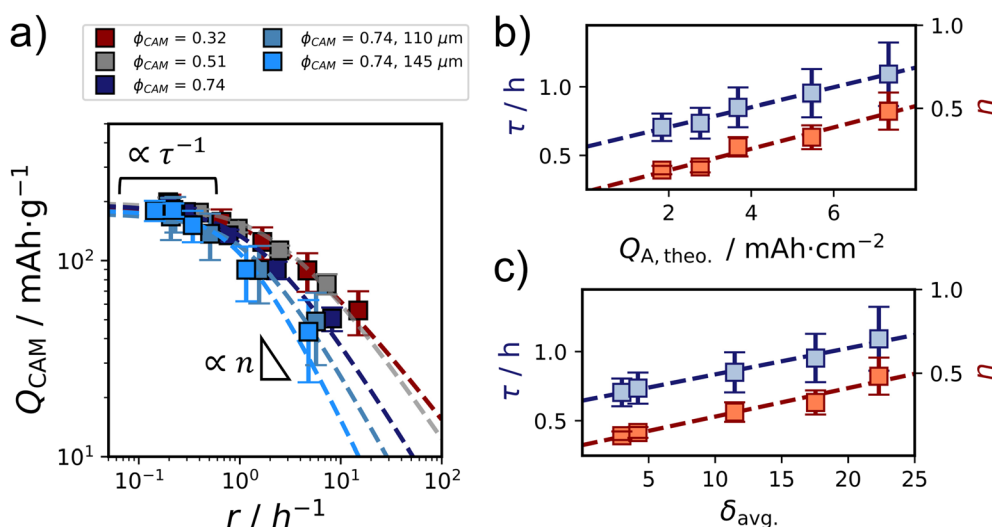 a)
ϕCAM = 0.32
ϕCAM = 0.51
ϕCAM = 0.74
ϕCAM = 0.74, 110 μm
ϕCAM = 0.74, 145 μm
∝ τ⁻¹
∝ n
10²
10¹
QCAM / mAh·g⁻¹
10⁻¹ 10⁰ 10¹ 10²
r / h⁻¹
b)
1.0
0.5
τ / h
1.0
0.5
n
2 4 6
QA, theo. / mAh·cm⁻²
c)
1.0
0.5
τ / h
1.0
0.5
n
5 10 15 20 25
δavg.